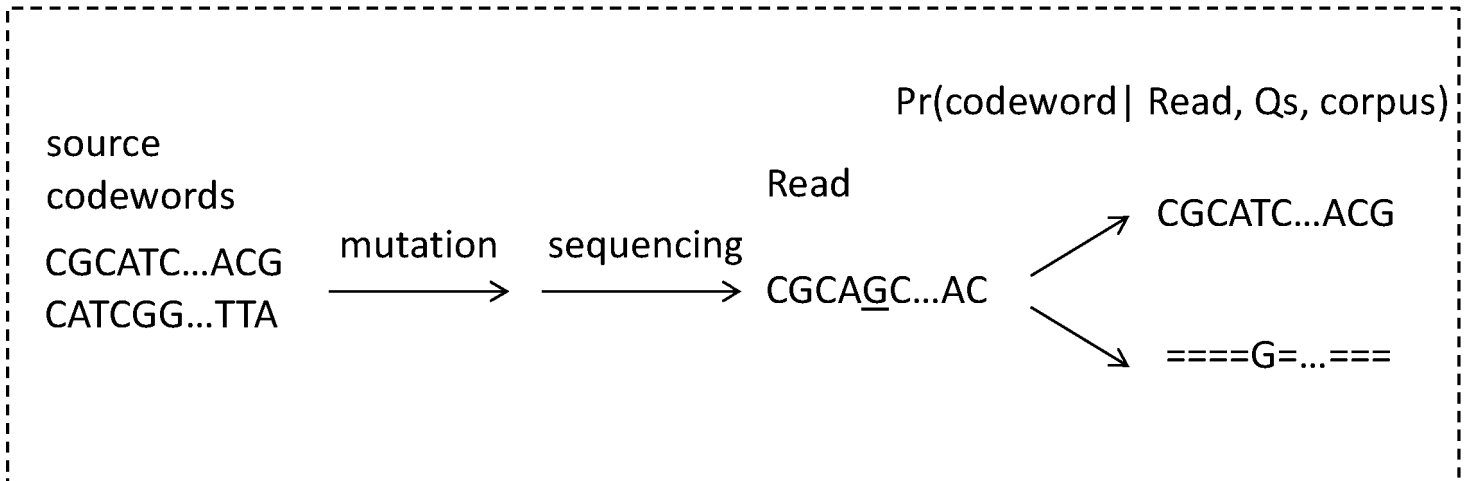 Pr(codeword| Read, Qs, corpus)
source
codewords
CGCATC...ACG
CATCGG...TTA
mutation
sequencing
Read
CGCAGC...AC
CGCATC...ACG
====G=...===